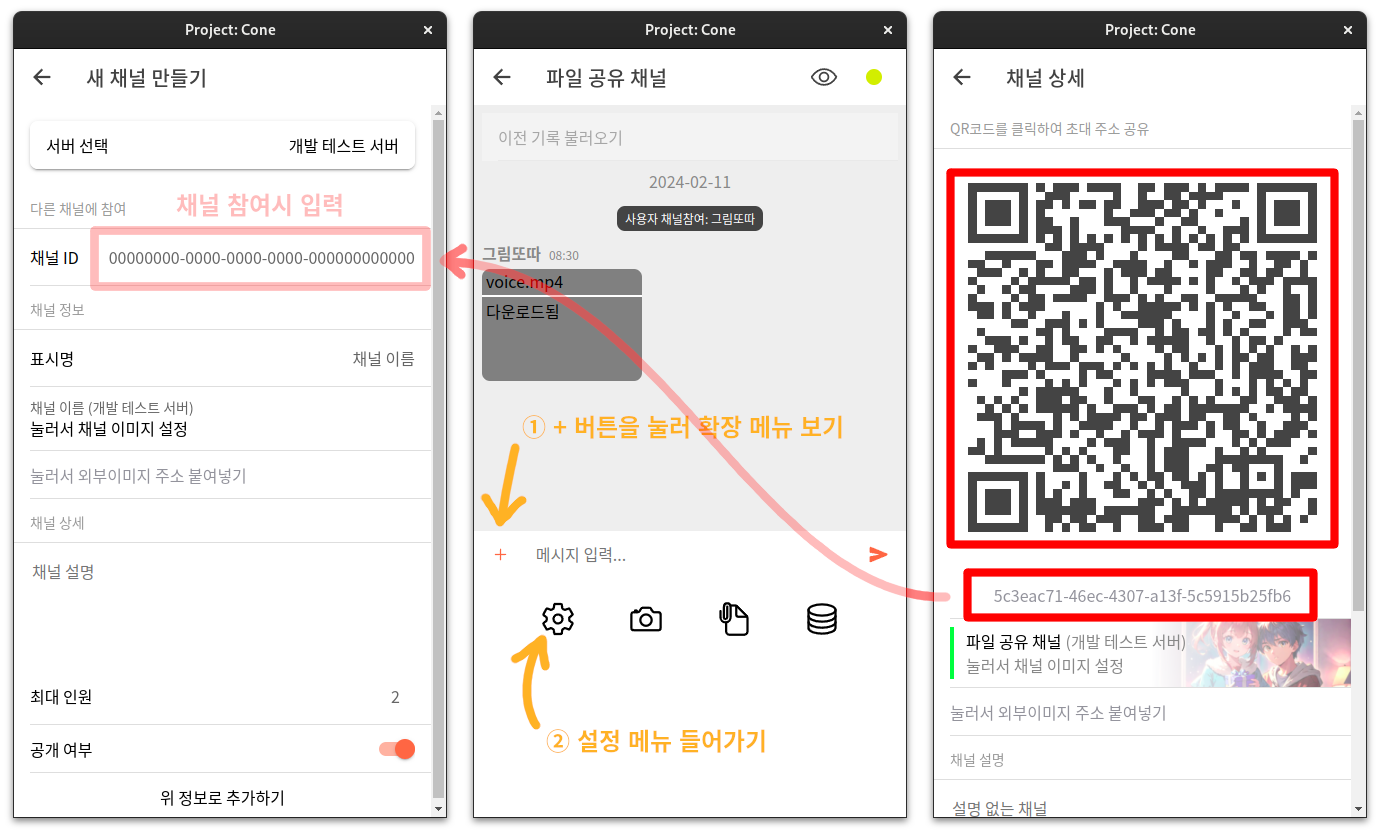 Project: Cone
새 채널 만들기
서버 선택 개발 테스트 서버
다른 채널에 참여 채널 참여시 입력
채널 ID 00000000-0000-0000-0000-000000000000
채널 정보
표시명 채널 이름
채널 이름 (개발 테스트 서버)
눌러서 채널 이미지 설정
눌러서 외부이미지 주소 붙여넣기
채널 상세
채널 설명
최대 인원 2
공개 여부
위 정보로 추가하기
Project: Cone
파일 공유 채널
이전 기록 불러오기
2024-02-11
사용자 채널참여: 그림또따
그림또따 08:30
voice.mp4
다운로드됨
① + 버튼을 눌러 확장 메뉴 보기
+ 메시지 입력...
② 설정 메뉴 들어가기
Project: Cone
채널 상세
QR코드를 클릭하여 초대 주소 공유
5c3eac71-46ec-4307-a13f-5c5915b25fb6
파일 공유 채널 (개발 테스트 서버)
눌러서 채널 이미지 설정
눌러서 외부이미지 주소 붙여넣기
채널 설명
설명 없는 채널